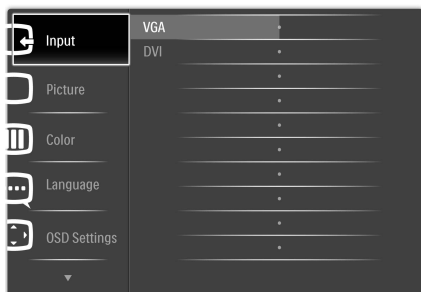 Input
Picture
Color
Language
OSD Settings
VGA
DVI